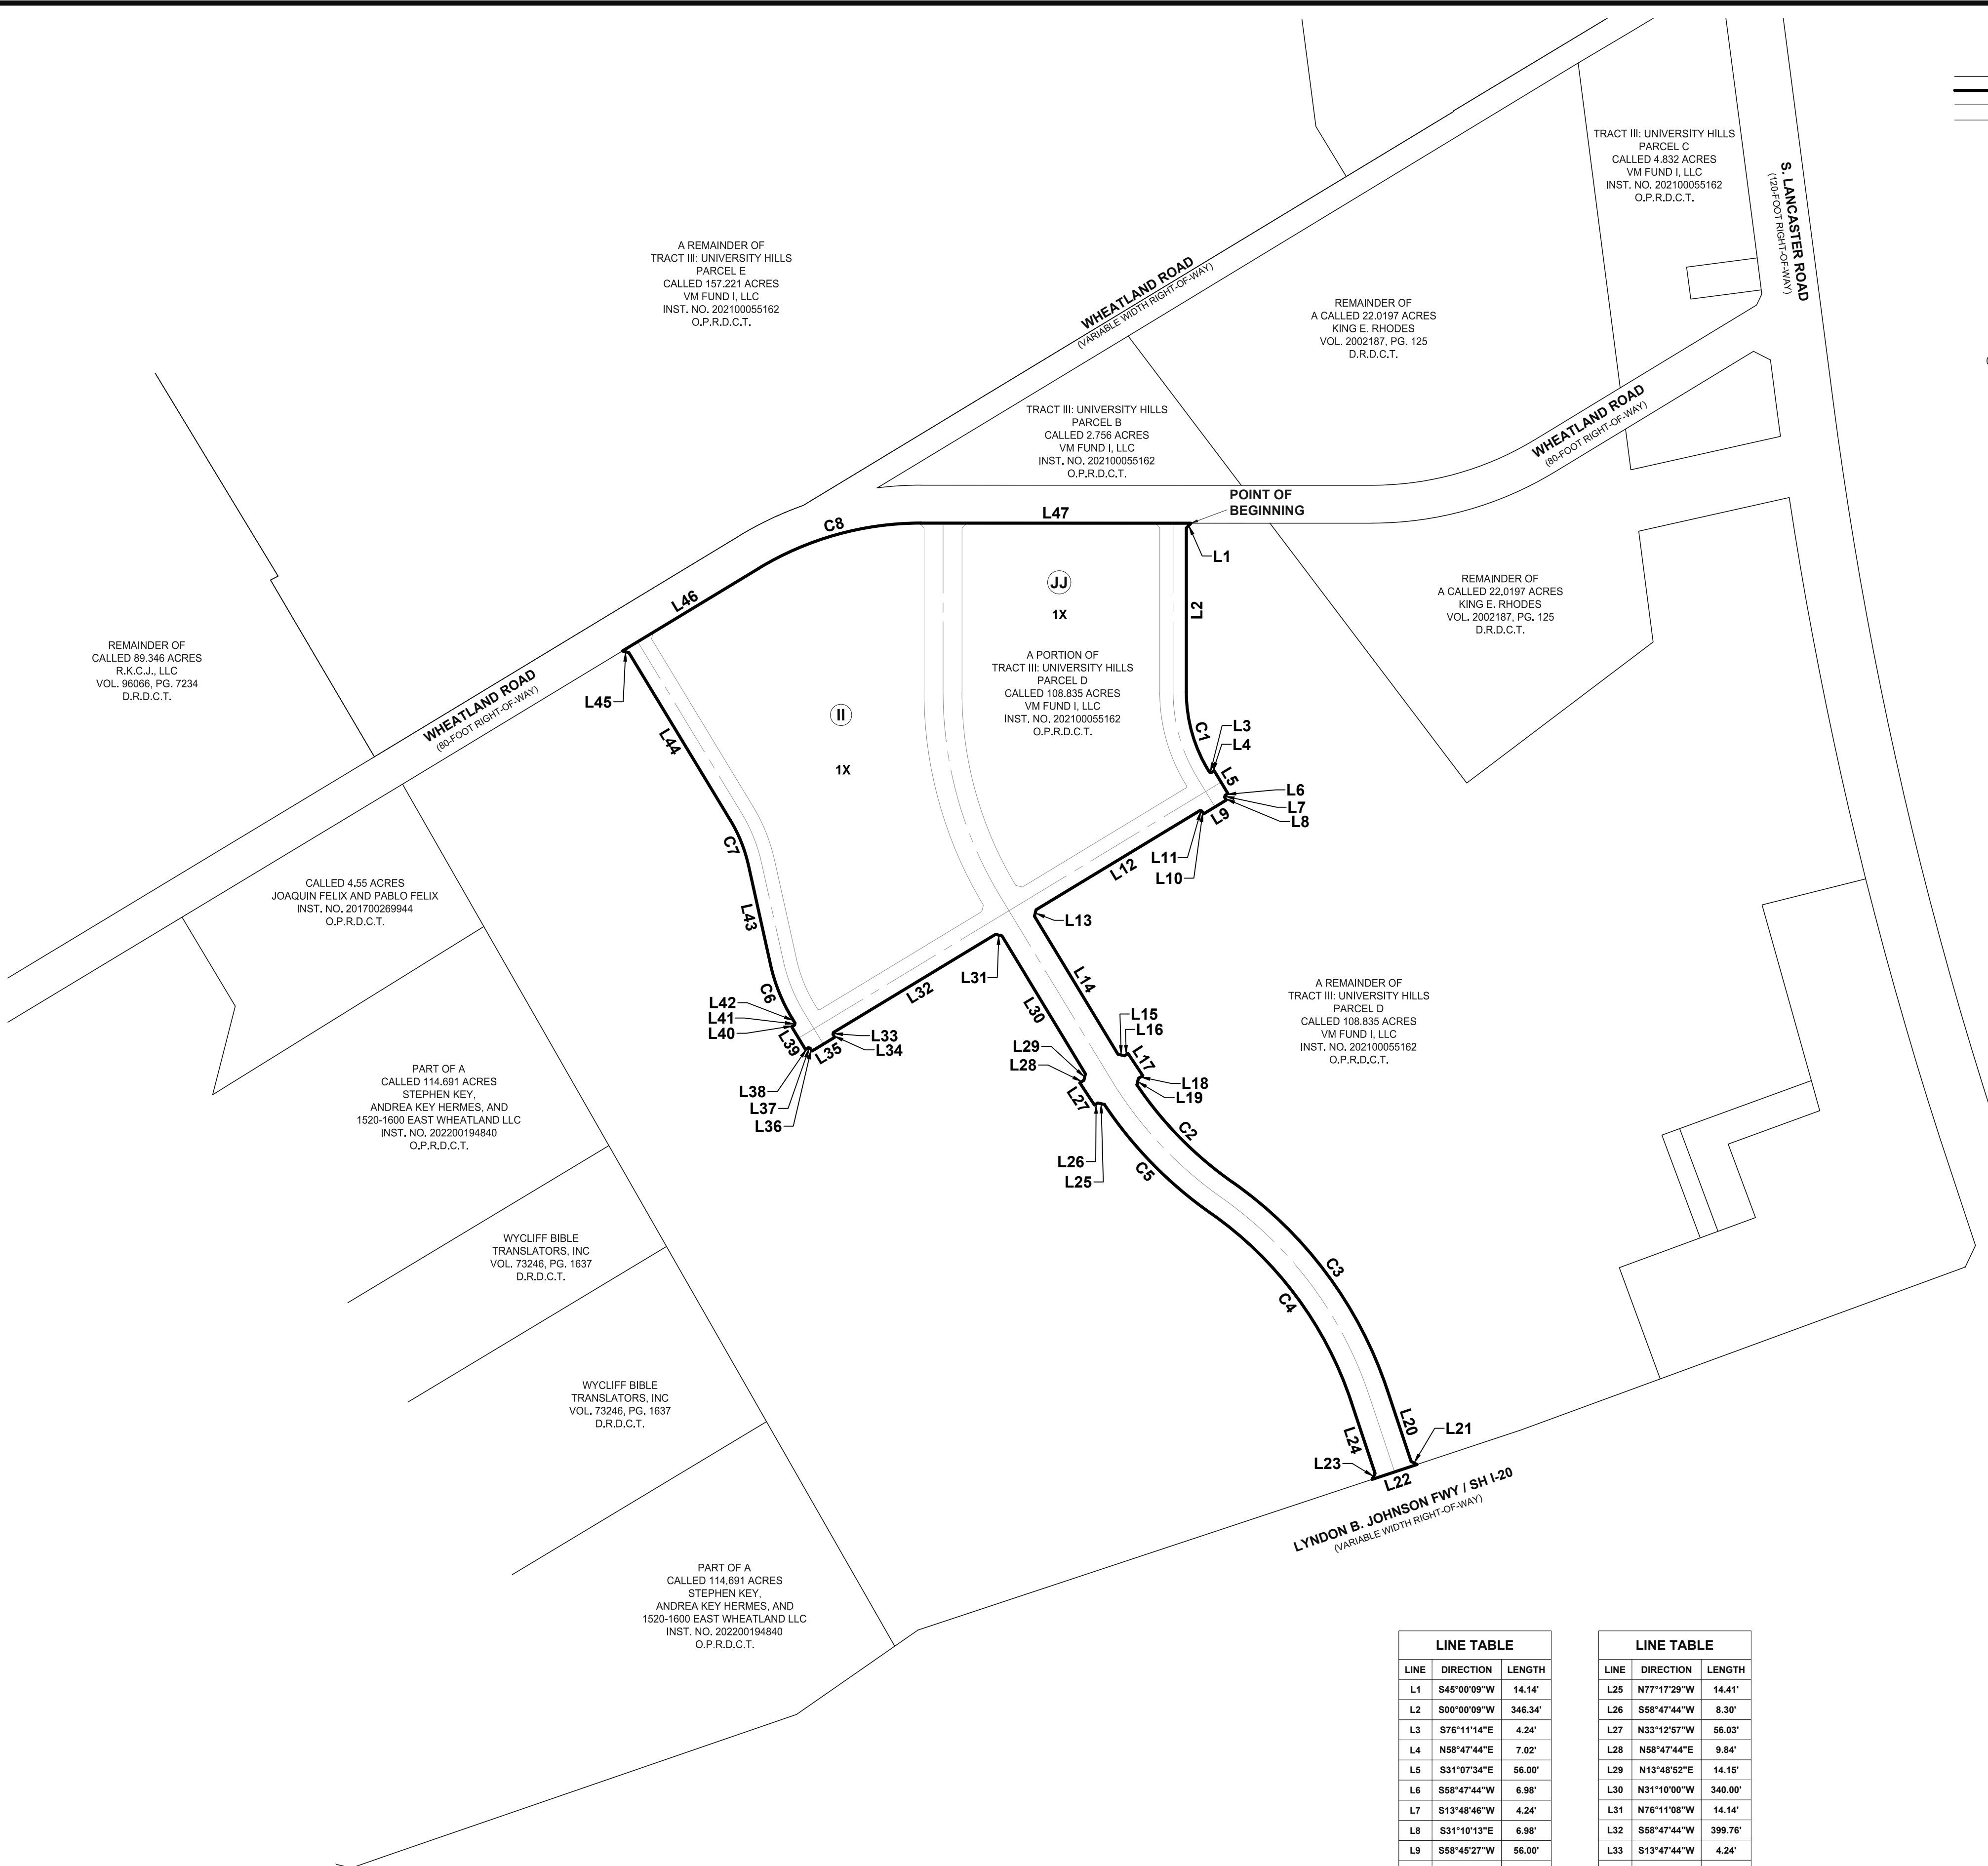 TRACT III: UNIVERSITY HILLS
PARCEL C
CALLED 4.832 ACRES
VM FUND I, LLC
INST. NO. 202100055162
O.P.R.D.C.T.
S. LANCASTER ROAD
(120-FOOT RIGHT-OF-WAY)
A REMAINDER OF
TRACT III: UNIVERSITY HILLS
PARCEL E
CALLED 157.221 ACRES
VM FUND I, LLC
INST. NO. 202100055162
O.P.R.D.C.T.
WHEATLAND ROAD
(VARIABLE WIDTH RIGHT-OF-WAY)
REMAINDER OF
A CALLED 22.0197 ACRES
KING E. RHODES
VOL. 2002187, PG. 125
D.R.D.C.T.
TRACT III: UNIVERSITY HILLS
PARCEL B
CALLED 2.756 ACRES
VM FUND I, LLC
INST. NO. 202100055162
O.P.R.D.C.T.
WHEATLAND ROAD
(80-FOOT RIGHT-OF-WAY)
POINT OF
BEGINNING
L47
C8
L1
JJ
1X
L46
L2
REMAINDER OF
A CALLED 22.0197 ACRES
KING E. RHODES
VOL. 2002187, PG. 125
D.R.D.C.T.
REMAINDER OF
CALLED 89.346 ACRES
R.K.C.J., LLC
VOL. 96066, PG. 7234
D.R.D.C.T.
A PORTION OF
TRACT III: UNIVERSITY HILLS
PARCEL D
CALLED 108.835 ACRES
VM FUND I, LLC
INST. NO. 202100055162
O.P.R.D.C.T.
WHEATLAND ROAD
(80-FOOT RIGHT-OF-WAY)
L45
L44
II
1X
C1
L3
L4
L5
L6
L7
L8
L9
C7
L11
L10
L12
CALLED 4.55 ACRES
JOAQUIN FELIX AND PABLO FELIX
INST. NO. 201700269944
O.P.R.D.C.T.
L43
L13
L31
L32
L14
C6
L42
L41
L40
L39
L30
L33
L34
L35
L15
L16
L17
L29
L28
L27
L18
L19
A REMAINDER OF
TRACT III: UNIVERSITY HILLS
PARCEL D
CALLED 108.835 ACRES
VM FUND I, LLC
INST. NO. 202100055162
O.P.R.D.C.T.
L38
L37
L36
PART OF A
CALLED 114.691 ACRES
STEPHEN KEY,
ANDREA KEY HERMES, AND
1520-1600 EAST WHEATLAND LLC
INST. NO. 202200194840
O.P.R.D.C.T.
C2
L26
L25
C5
WYCLIFF BIBLE
TRANSLATORS, INC
VOL. 73246, PG. 1637
D.R.D.C.T.
C3
C4
WYCLIFF BIBLE
TRANSLATORS, INC
VOL. 73246, PG. 1637
D.R.D.C.T.
L20
L21
L24
L23
L22
LYNDON B. JOHNSON FWY / SH I-20
(VARIABLE WIDTH RIGHT-OF-WAY)
PART OF A
CALLED 114.691 ACRES
STEPHEN KEY,
ANDREA KEY HERMES, AND
1520-1600 EAST WHEATLAND LLC
INST. NO. 202200194840
O.P.R.D.C.T.
LINE TABLE
LINE DIRECTION LENGTH
L1 S45°00'09"W 14.14'
L2 S00°00'09"W 346.34'
L3 S76°11'14"E 4.24'
L4 N58°47'44"E 7.02'
L5 S31°07'34"E 56.00'
L6 S58°47'44"W 6.98'
L7 S13°48'46"W 4.24'
L8 S31°10'13"E 6.98'
L9 S58°45'27"W 56.00'
LINE TABLE
LINE DIRECTION LENGTH
L25 N77°17'29"W 14.41'
L26 S58°47'44"W 8.30'
L27 N33°12'57"W 56.03'
L28 N58°47'44"E 9.84'
L29 N13°48'52"E 14.15'
L30 N31°10'00"W 340.00'
L31 N76°11'08"W 14.14'
L32 S58°47'44"W 399.76'
L33 S13°47'44"W 4.24'